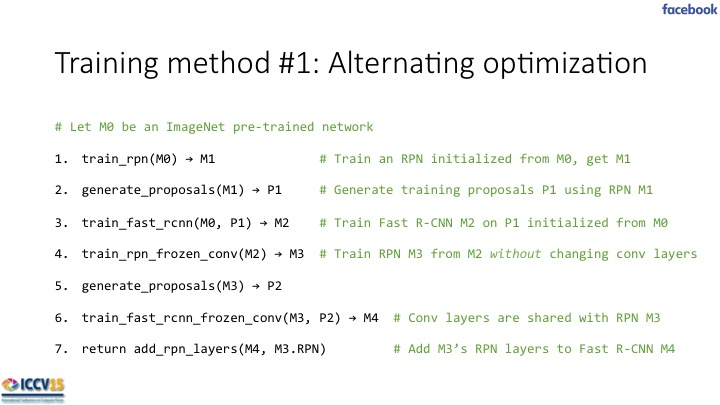 facebook
Training method #1: Alternating optimization
# Let M0 be an ImageNet pre-trained network
1. train_rpn(M0) → M1 # Train an RPN initialized from M0, get M1
2. generate_proposals(M1) → P1 # Generate training proposals P1 using RPN M1
3. train_fast_rcnn(M0, P1) → M2 # Train Fast R-CNN M2 on P1 initialized from M0
4. train_rpn_frozen_conv(M2) → M3 # Train RPN M3 from M2 without changing conv layers
5. generate_proposals(M3) → P2
6. train_fast_rcnn_frozen_conv(M3, P2) → M4 # Conv layers are shared with RPN M3
7. return add_rpn_layers(M4, M3.RPN) # Add M3’s RPN layers to Fast R-CNN M4
ICCV15